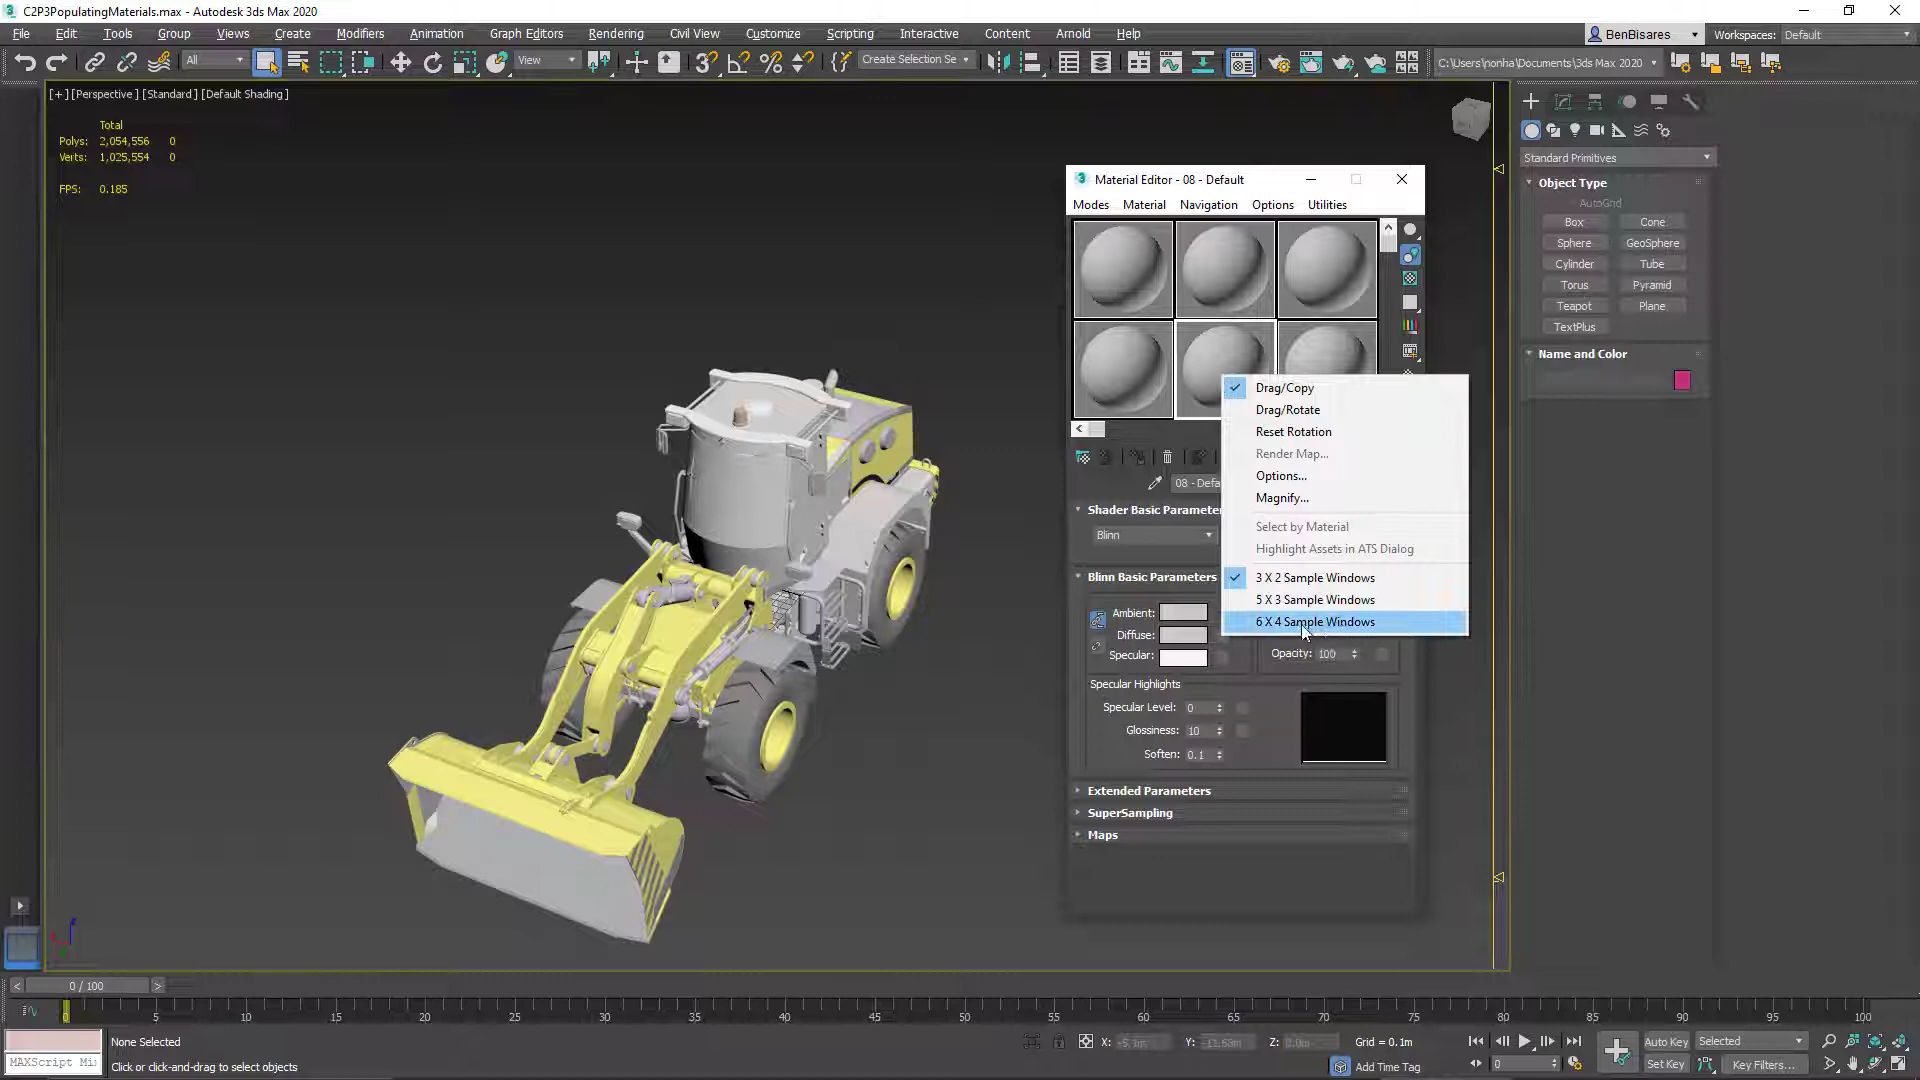 C2P3PopulatingMaterials.max - Autodesk 3ds Max 2020
File Edit Tools Group Views Create Modifiers Animation Graph Editors Rendering Civil View Customize Scripting Interactive Content Arnold Help
BenBisares Workspaces: Default
All View Create Selection Se C:\Users\nonha\Documents\3ds Max 2020
[+] [Perspective] [Standard] [Default Shading]
Total
Polys: 2,054,556 0
Verts: 1,025,554 0
FPS: 0.185
Material Editor - 08 - Default
Modes Material Navigation Options Utilities
Drag/Copy
Drag/Rotate
Reset Rotation
Render Map...
Options...
Magnify...
Select by Material
Highlight Assets in ATS Dialog
3 X 2 Sample Windows
5 X 3 Sample Windows
6 X 4 Sample Windows
08 - Defa
Shader Basic Paramete
Blinn
Blinn Basic Parameters
Ambient:
Diffuse:
Specular:
Opacity: 100
Specular Highlights
Specular Level: 0
Glossiness: 10
Soften: 0.1
Extended Parameters
SuperSampling
Maps
Standard Primitives
Object Type
AutoGrid
Box Cone
Sphere GeoSphere
Cylinder Tube
Torus Pyramid
Teapot Plane
TextPlus
Name and Color
< 0 / 100 >
0 5 10 15 20 25 30 35 40 45 50 55 60 65 70 75 80 85 90 95 100
None Selected X: Y: Z: 0.0m Grid = 0.1m Auto Key Selected
MAXScript Mi Click or click-and-drag to select objects Add Time Tag 0 Set Key Key Filters...